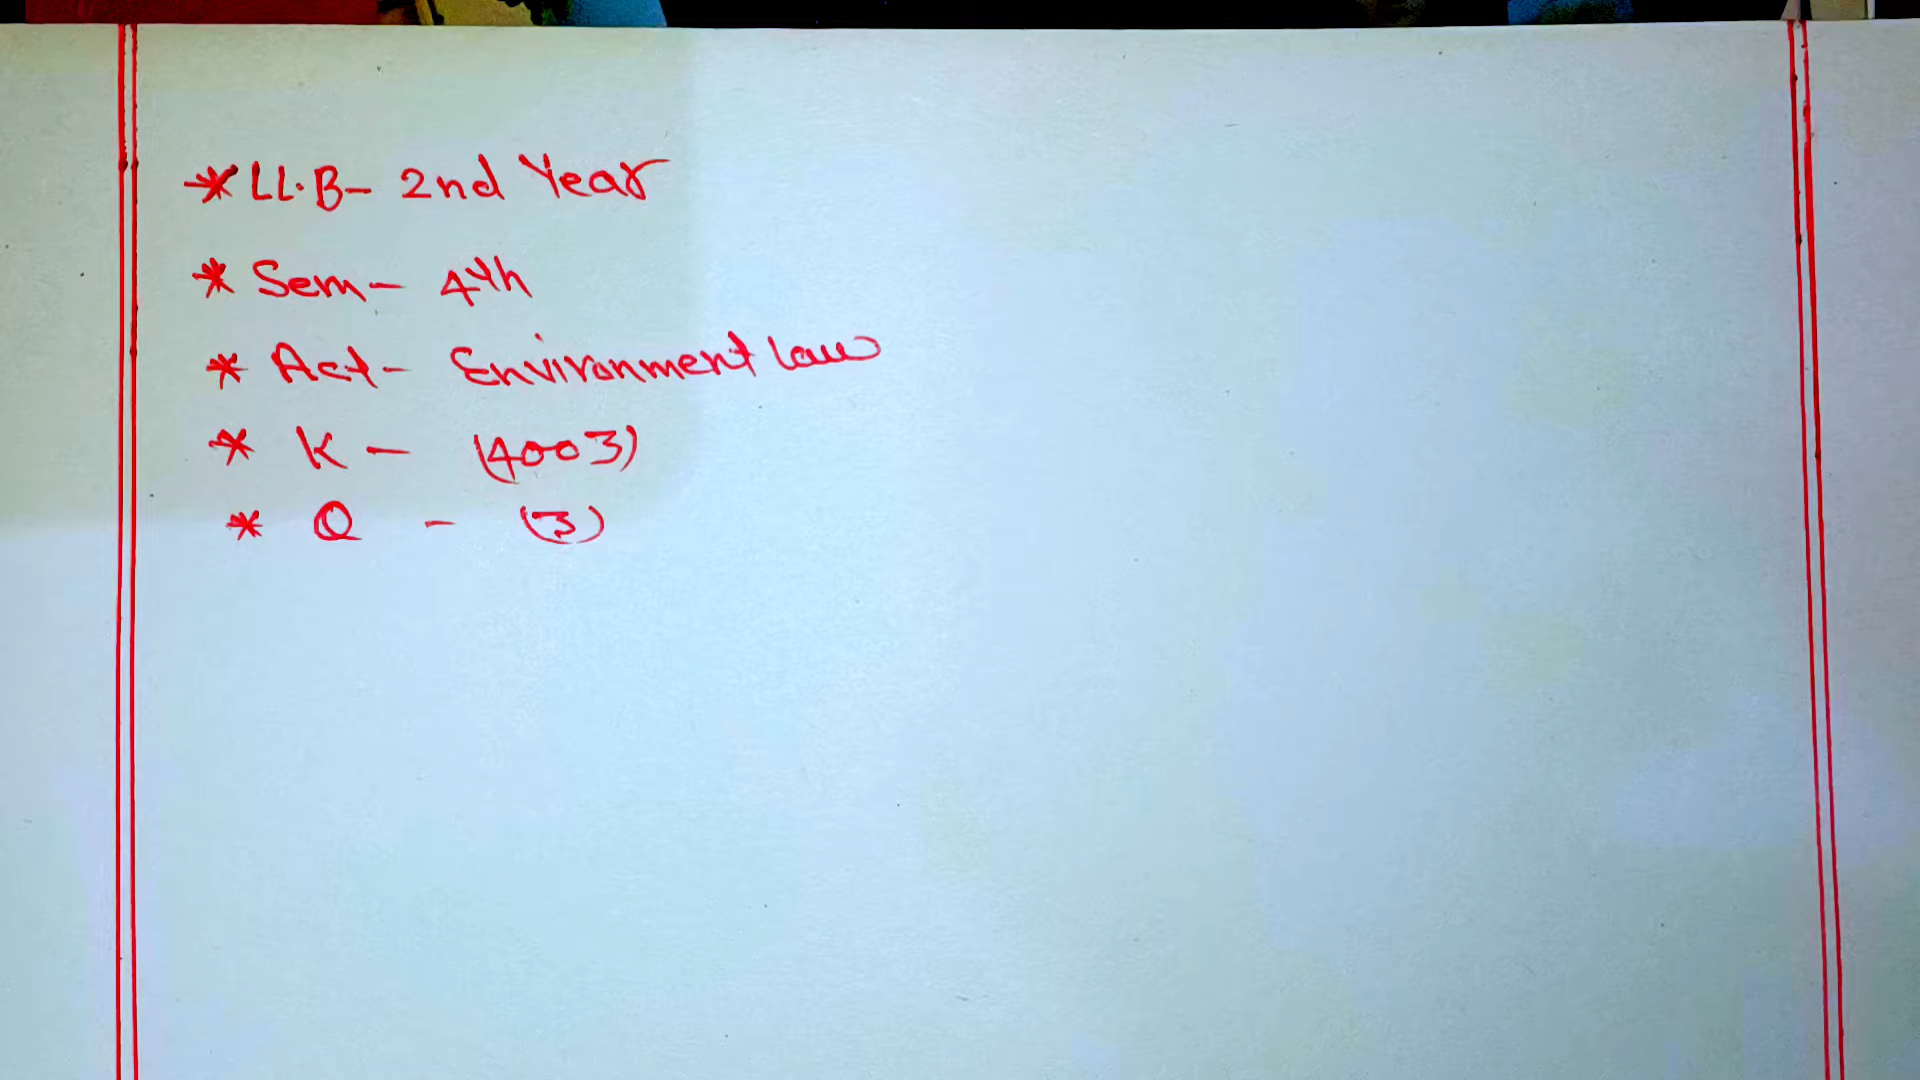 * LL.B- 2nd Year
* Sem- 4th
* Act- Environment law
* K - (4003)
* Q - (3)